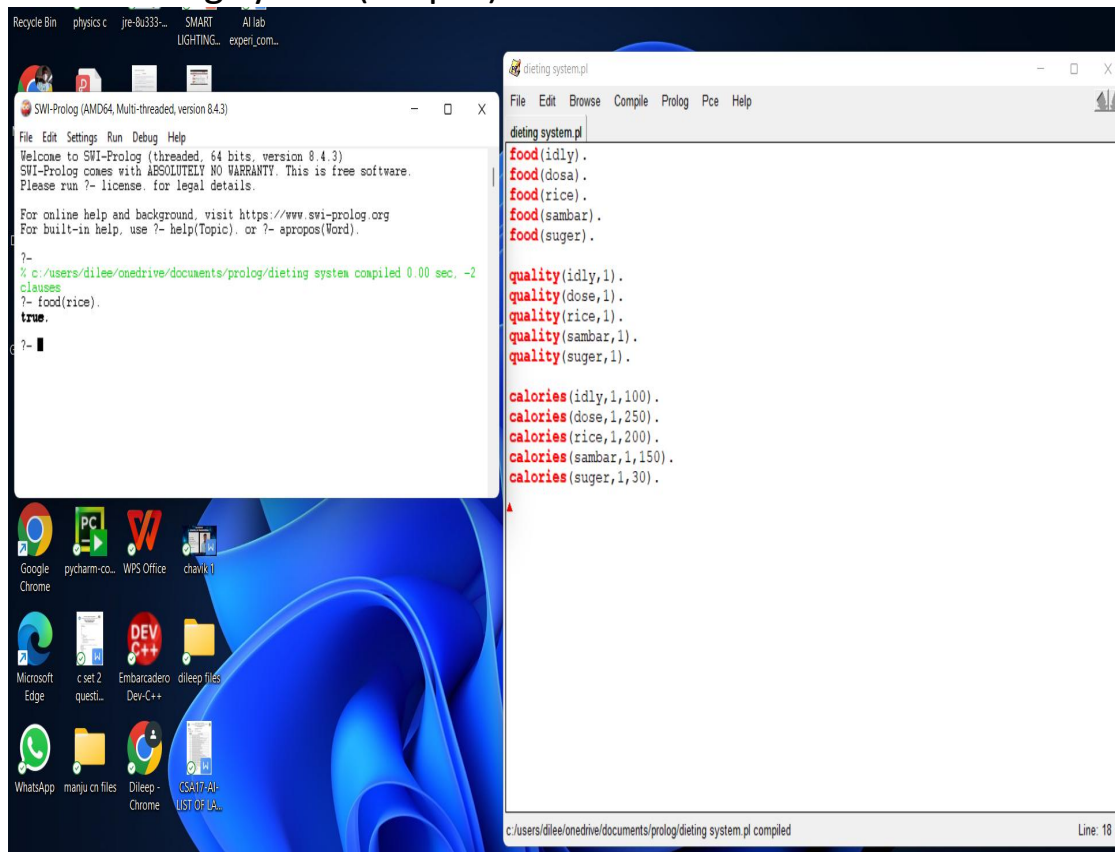 Recycle Bin
physics c
jre-8u333-...
SMART
LIGHTING...
AI lab
experi_com...
SWI-Prolog (AMD64, Multi-threaded, version 8.4.3)
File Edit Settings Run Debug Help
Welcome to SWI-Prolog (threaded, 64 bits, version 8.4.3)
SWI-Prolog comes with ABSOLUTELY NO WARRANTY. This is free software.
Please run ?- license. for legal details.
For online help and background, visit https://www.swi-prolog.org
For built-in help, use ?- help(Topic). or ?- apropos(Word).
?-
% c:/users/dilee/onedrive/documents/prolog/dieting system compiled 0.00 sec, -2
clauses
?- food(rice).
true.
?-
dieting system.pl
File Edit Browse Compile Prolog Pce Help
dieting system.pl
food(idly).
food(dosa).
food(rice).
food(sambar).
food(suger).
quality(idly,1).
quality(dose,1).
quality(rice,1).
quality(sambar,1).
quality(suger,1).
calories(idly,1,100).
calories(dose,1,250).
calories(rice,1,200).
calories(sambar,1,150).
calories(suger,1,30).
c:/users/dilee/onedrive/documents/prolog/dieting system.pl compiled
Line: 18
Google
Chrome
PC
pycharm-co...
WPS Office
chavik 1
Microsoft
Edge
c set 2
questi...
DEV
C++
Embarcadero
Dev-C++
dileep files
WhatsApp
manju cn files
Dileep -
Chrome
CSA17-AI-
LIST OF LA...